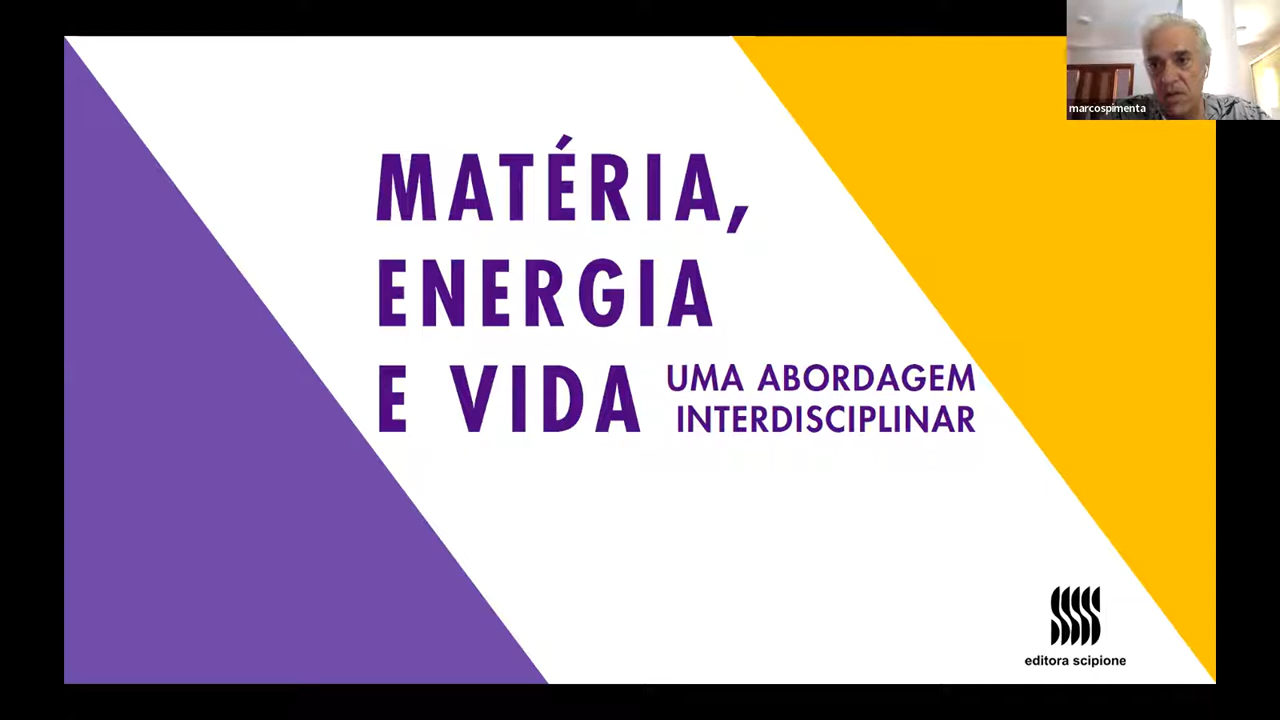 marcospimenta
MATÉRIA,
ENERGIA
E VIDA
UMA ABORDAGEM
INTERDISCIPLINAR
editora scipione